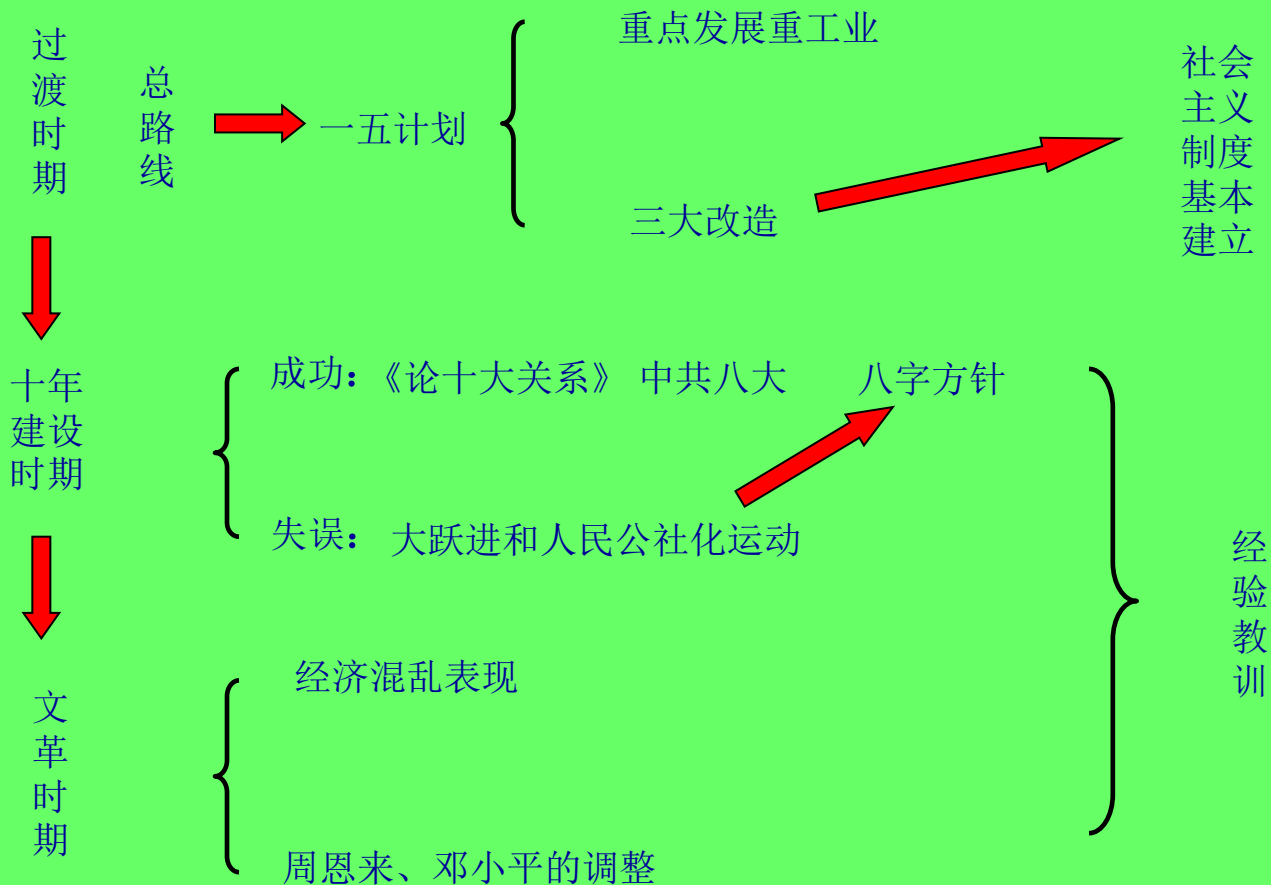 过渡时期
总路线
一五计划
重点发展重工业
三大改造
社会
主义
制度
基本
建立
十年
建设
时期
成功：《论十大关系》 中共八大 八字方针
失误： 大跃进和人民公社化运动
经验教训
文革时期
经济混乱表现
周恩来、邓小平的调整